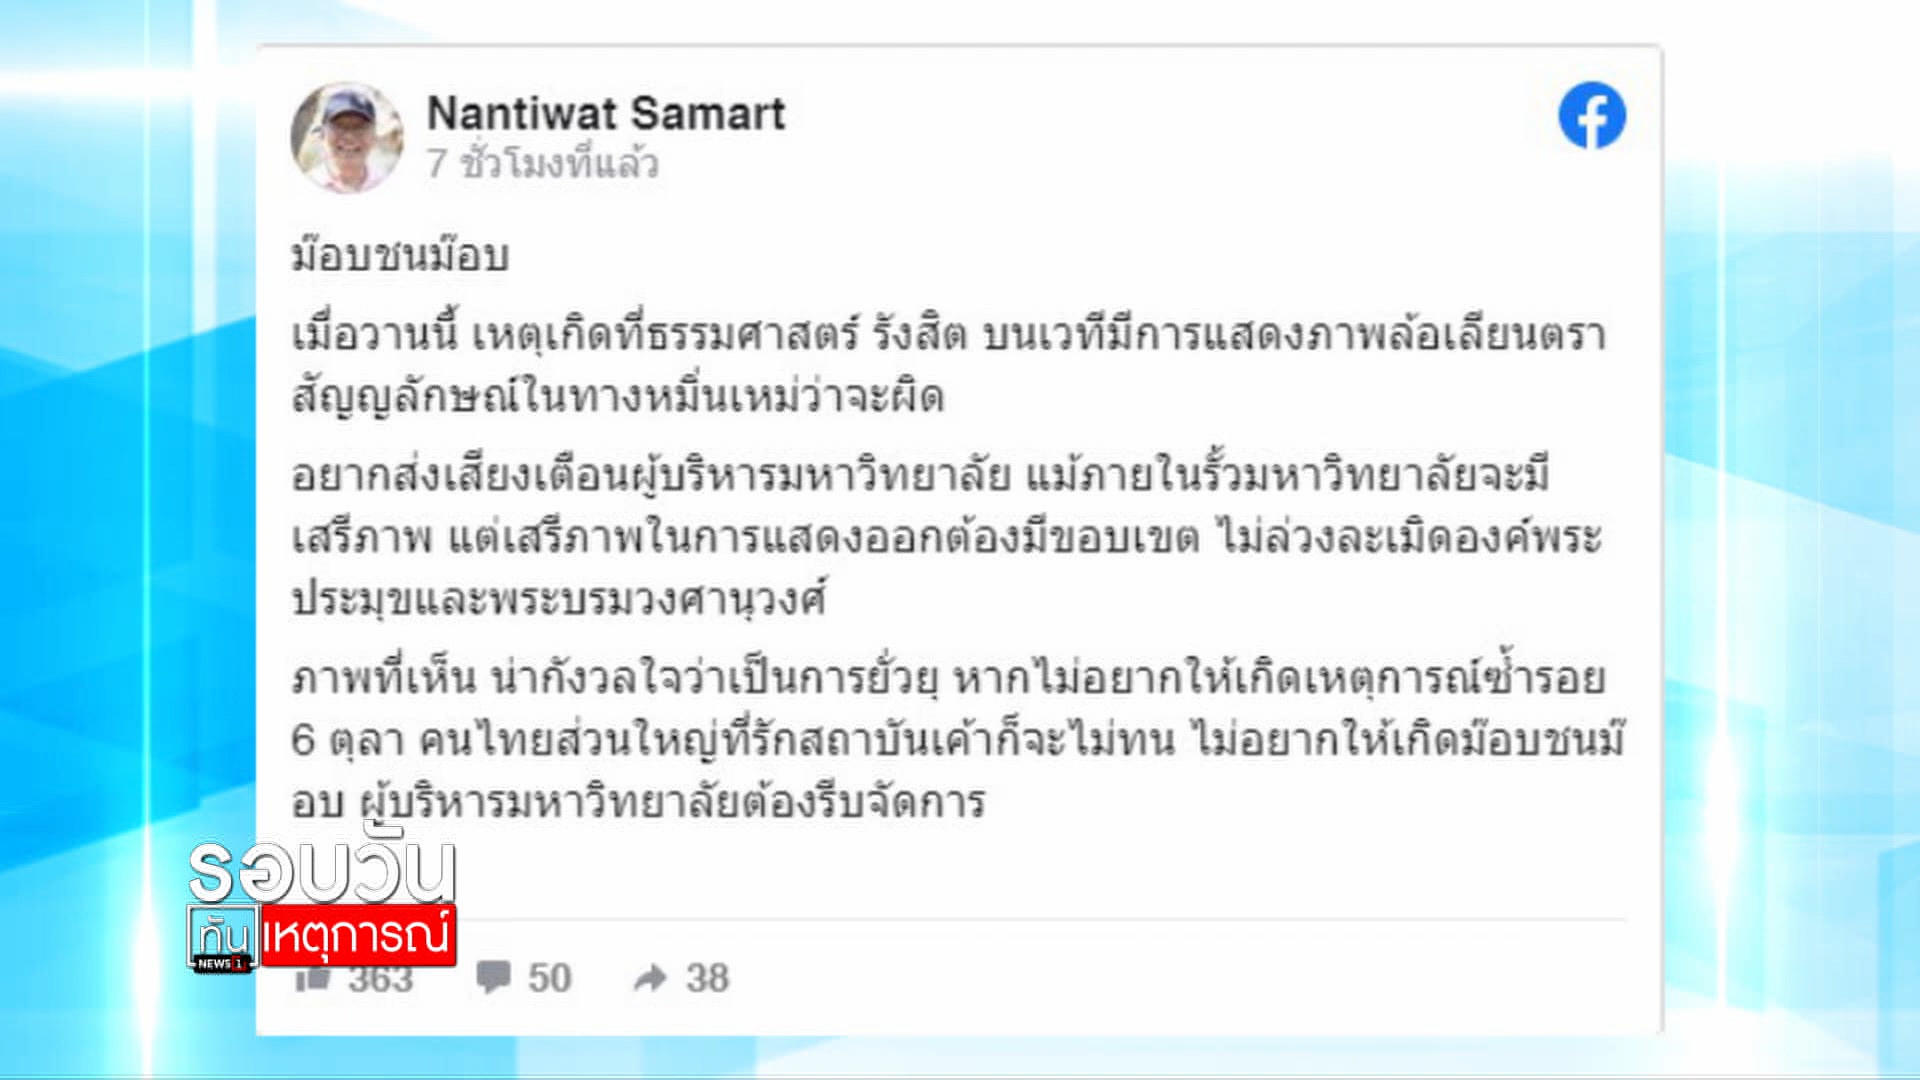 Nantiwat Samart
7 ชั่วโมงที่แล้ว
ม๊อบชนม๊อบ
เมื่อวานนี้ เหตุเกิดที่ธรรมศาสตร์ รังสิต บนเวทีมีการแสดงภาพล้อเลียนตรา
สัญญลักษณ์ในทางหมิ่นเหม่ว่าจะผิด
อยากส่งเสียงเตือนผู้บริหารมหาวิทยาลัย แม้ภายในรั้วมหาวิทยาลัยจะมี
เสรีภาพ แต่เสรีภาพในการแสดงออกต้องมีขอบเขต ไม่ล่วงละเมิดองค์พระ
ประมุขและพระบรมวงศานุวงศ์
ภาพที่เห็น น่ากังวลใจว่าเป็นการยั่วยุ หากไม่อยากให้เกิดเหตุการณ์ซ้ำรอย
6 ตุลา คนไทยส่วนใหญ่ที่รักสถาบันเค้าก็จะไม่ทน ไม่อยากให้เกิดม๊อบชนม๊
อบ ผู้บริหารมหาวิทยาลัยต้องรีบจัดการ
รอบวัน
ทัน เหตุการณ์
NEWS 1
363 50 38